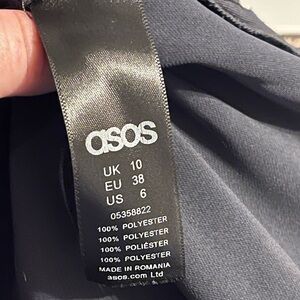 asos
UK 10
EU 38
US 6
05358822
100% POLYESTER
100% POLYESTER
100% POLIÉSTER
100% POLYESTER
MADE IN ROMANIA
asos.com Ltd